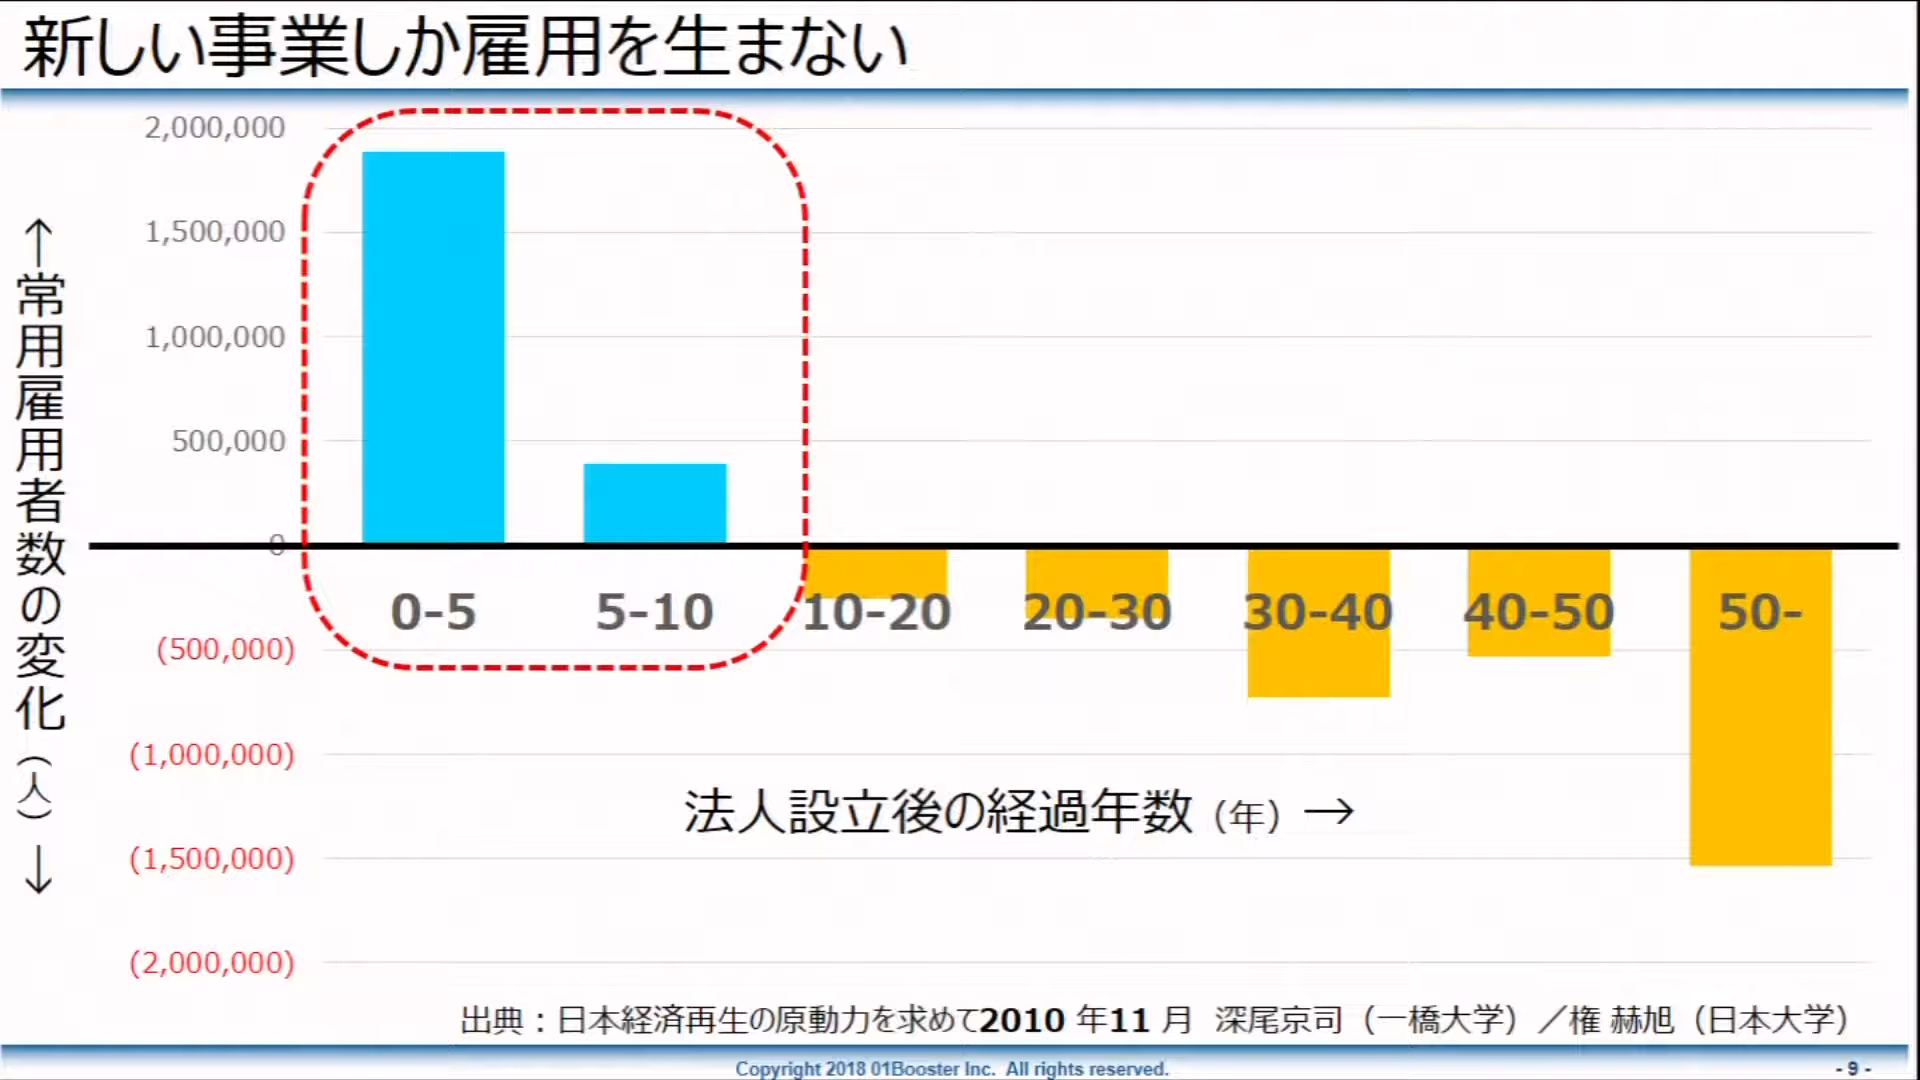 新しい事業しか雇用を生まない
2,000,000
1,500,000
1,000,000
500,000
0
(500,000)
(1,000,000)
(1,500,000)
(2,000,000)
↑常用雇用者数の変化（人）↓
0-5
5-10
10-20
20-30
30-40
40-50
50-
法人設立後の経過年数（年）→
出典：日本経済再生の原動力を求めて2010 年11 月 深尾京司（一橋大学）／権 赫旭（日本大学）
Copyright 2018 01Booster Inc. All rights reserved.
- 9 -